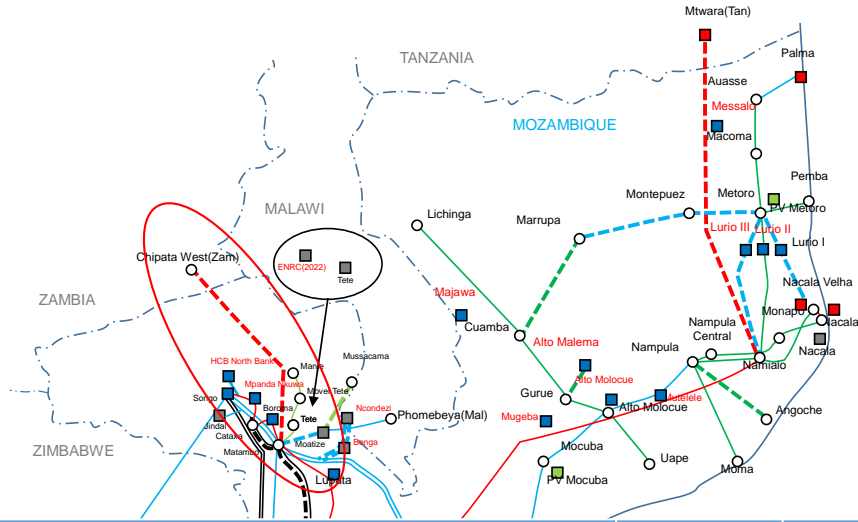 Mtwara(Tan)
TANZANIA
Palma
Auasse
Messalo
MOZAMBIQUE
Macoma
Pemba
Metoro
Montepuez
PV Metoro
MALAWI
Lichinga
Marrupa
Lurio III
Lurio II
Lurio I
Chipata West(Zam)
ENRC(2022)
Tete
Nacala Velha
Majawa
ZAMBIA
Monapo
Nacala
Cuamba
Nampula
Central
Alto Malema
Nampula
Nacala
Namialo
HCB North Bank
Manje
Mussacama
Alto Molocue
Mpanda Nkuwa
Songo
Movel Tete
Gurue
Mutelele
Boroma
Tete
Ncondezi
Phomebeya(Mal)
Mugeba
Alto Molocue
Angoche
Jindal
Cataxa
Moatize
Benga
ZIMBABWE
Matambo
Mocuba
Uape
Moma
Lupata
PV Mocuba